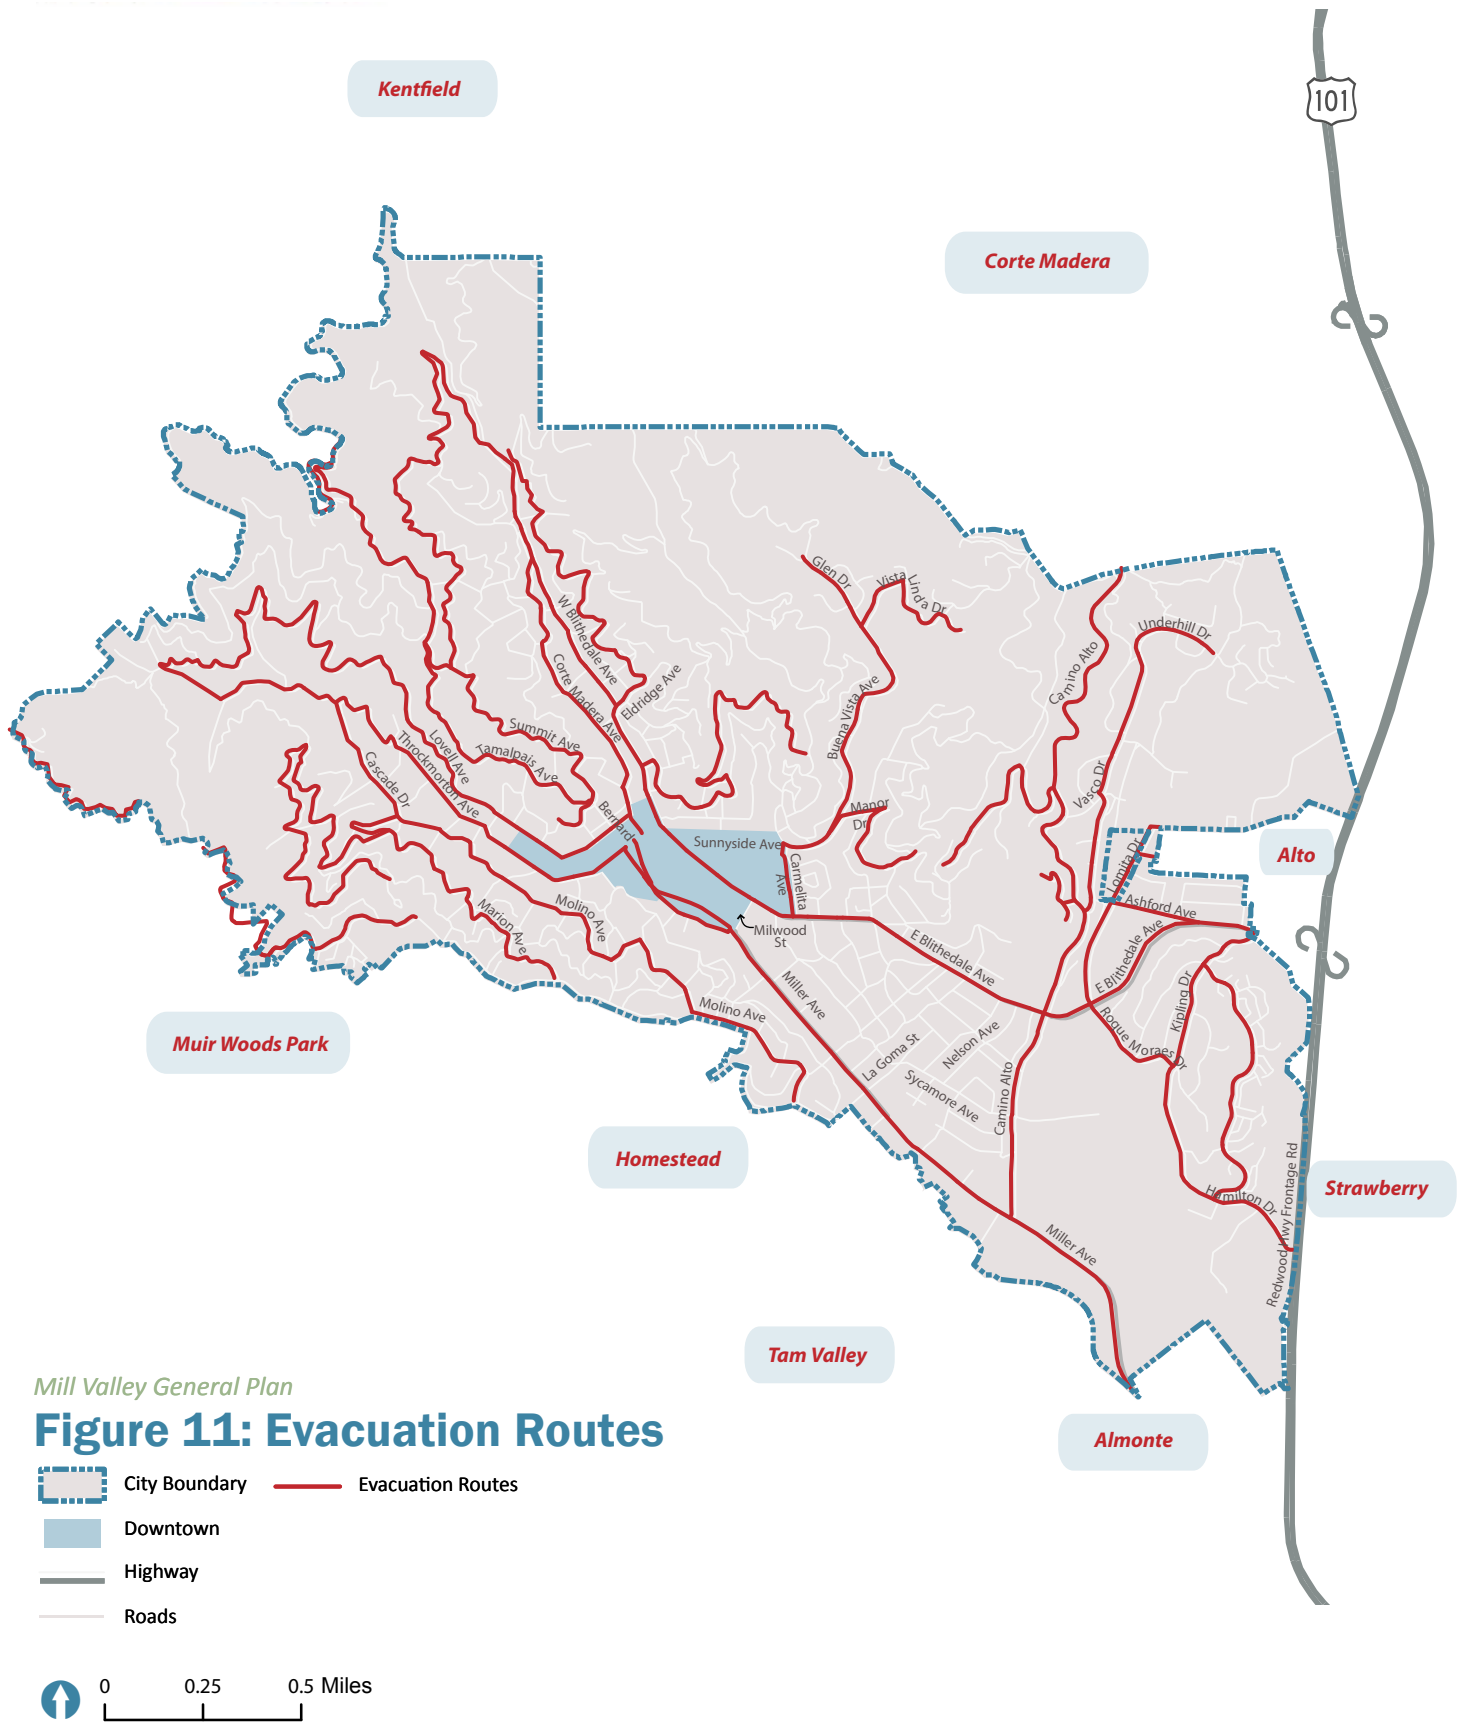 101
Kentfield
Corte Madera
Glen Dr
Vista
Linda Dr
Underhill Dr
Camino Alto
W Blithedale Ave
Eldridge Ave
Corte Madera Ave
Buena Vista Ave
Summit Ave
Tamalpais Ave
Lovell Ave
Throckmorton Ave
Cascade Dr
Vasco Dr
Bernard
Manor
Dr
Sunnyside Ave
Carmelita
Ave
Alto
Lomita Dr
Ashford Ave
Molino Ave
Marion Ave
Milwood
St
E Blithedale Ave
E Blithedale Ave
Miller Ave
Kipling Dr
Molino Ave
Roque Moraes Dr
Muir Woods Park
La Goma St
Nelson Ave
Sycamore Ave
Camino Alto
Homestead
Redwood Hwy Frontage Rd
Strawberry
Hamilton Dr
Miller Ave
Tam Valley
Almonte
Mill Valley General Plan
Figure 11: Evacuation Routes
City Boundary
Evacuation Routes
Downtown
Highway
Roads
0 0.25 0.5 Miles